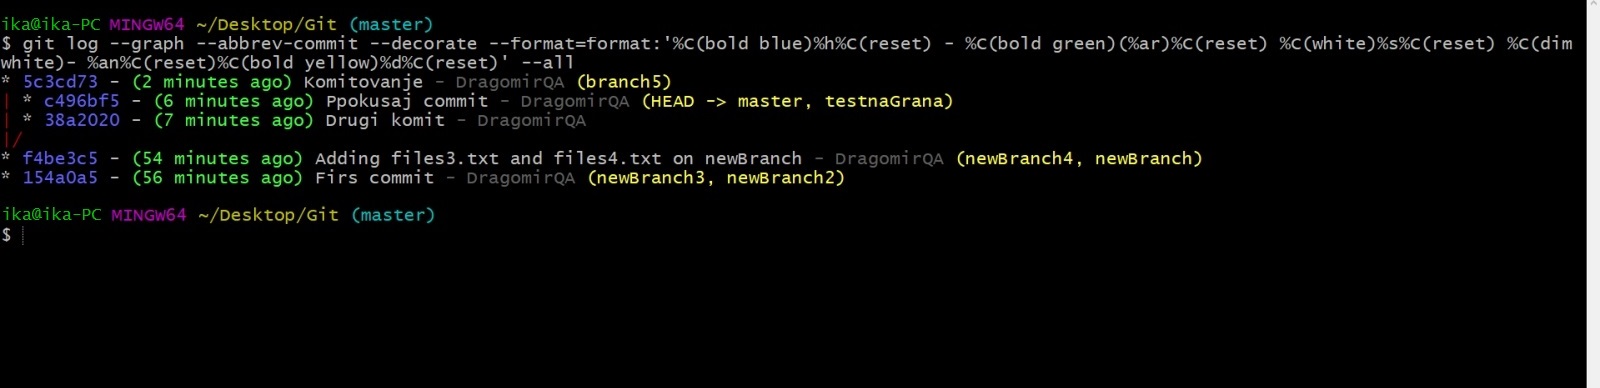 ika@ika-PC MINGW64 ~/Desktop/Git (master)
$ git log --graph --abbrev-commit --decorate --format=format:'%C(bold blue)%h%C(reset) - %C(bold green)(%ar)%C(reset) %C(white)%s%C(reset) %C(dim
white)- %an%C(reset)%C(bold yellow)%d%C(reset)' --all
* 5c3cd73 - (2 minutes ago) Komitovanje - DragomirQA (branch5)
| * c496bf5 - (6 minutes ago) Ppokusaj commit - DragomirQA (HEAD -> master, testnaGrana)
| * 38a2020 - (7 minutes ago) Drugi komit - DragomirQA
|/
* f4be3c5 - (54 minutes ago) Adding files3.txt and files4.txt on newBranch - DragomirQA (newBranch4, newBranch)
* 154a0a5 - (56 minutes ago) Firs commit - DragomirQA (newBranch3, newBranch2)
ika@ika-PC MINGW64 ~/Desktop/Git (master)
$